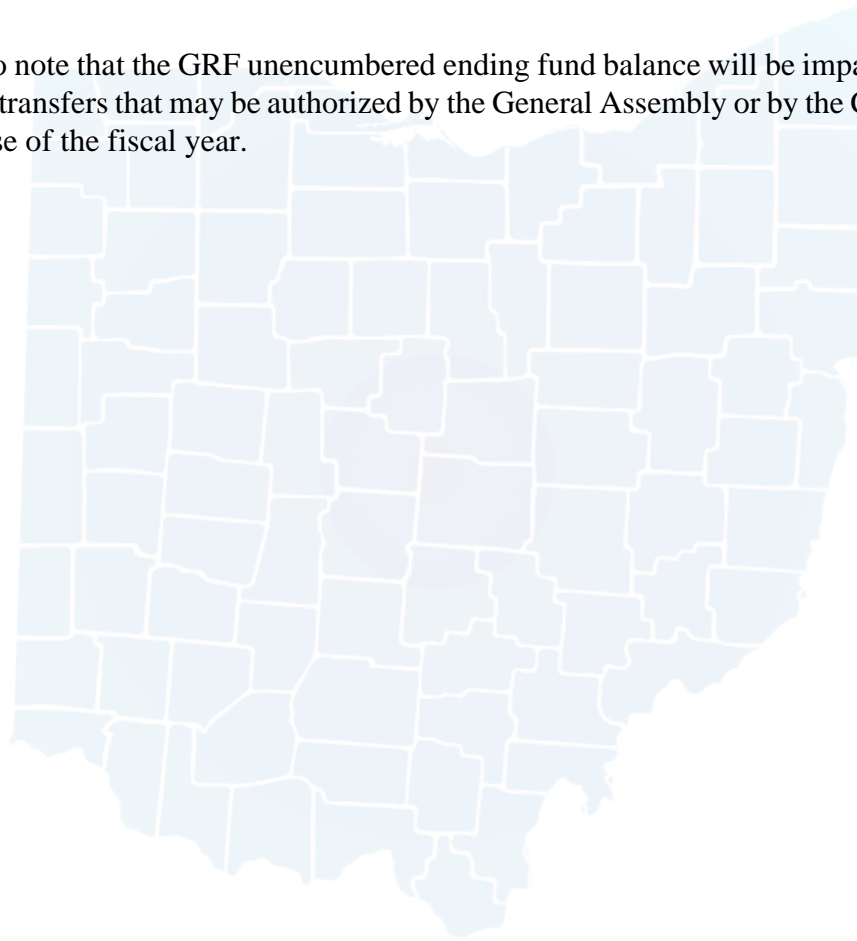 o note that the GRF unencumbered ending fund balance will be impa
transfers that may be authorized by the General Assembly or by the C
se of the fiscal year.